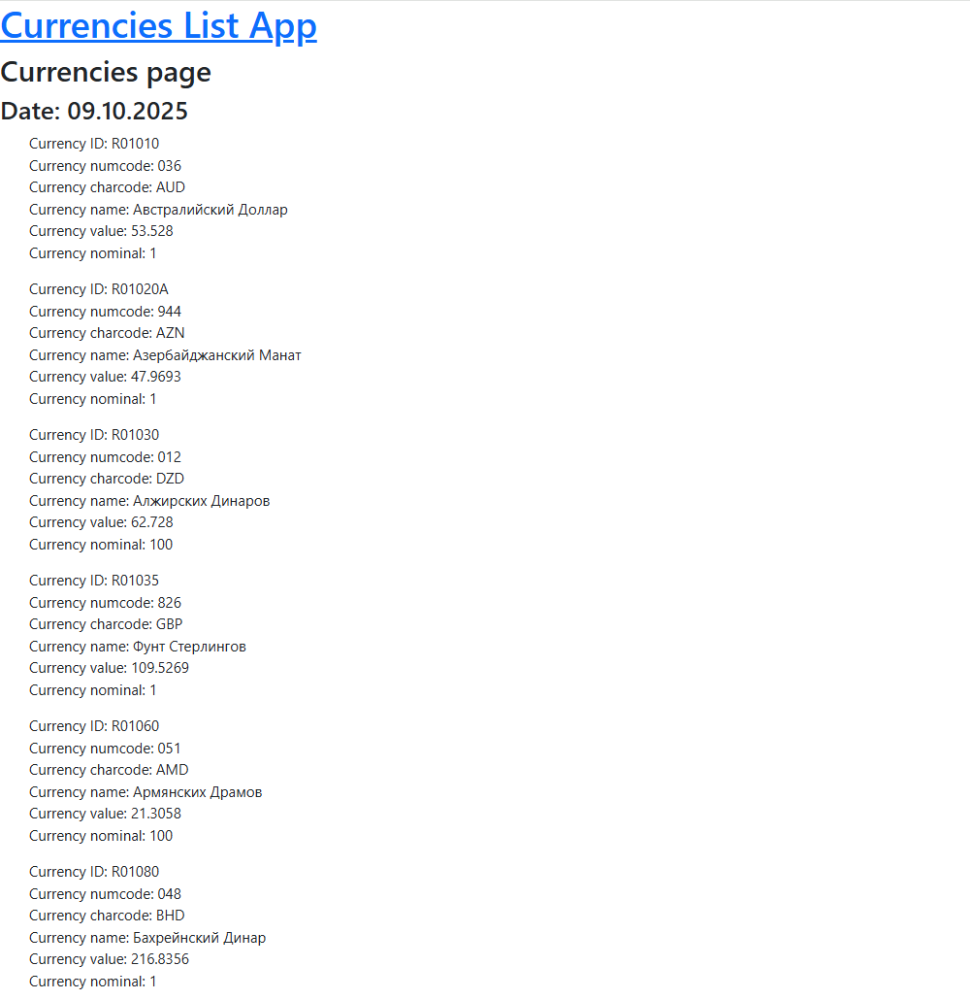 Currencies List App
Currencies page
Date: 09.10.2025
Currency ID: R01010
Currency numcode: 036
Currency charcode: AUD
Currency name: Австралийский Доллар
Currency value: 53.528
Currency nominal: 1
Currency ID: R01020A
Currency numcode: 944
Currency charcode: AZN
Currency name: Азербайджанский Манат
Currency value: 47.9693
Currency nominal: 1
Currency ID: R01030
Currency numcode: 012
Currency charcode: DZD
Currency name: Алжирских Динаров
Currency value: 62.728
Currency nominal: 100
Currency ID: R01035
Currency numcode: 826
Currency charcode: GBP
Currency name: Фунт Стерлингов
Currency value: 109.5269
Currency nominal: 1
Currency ID: R01060
Currency numcode: 051
Currency charcode: AMD
Currency name: Армянских Драмов
Currency value: 21.3058
Currency nominal: 100
Currency ID: R01080
Currency numcode: 048
Currency charcode: BHD
Currency name: Бахрейнский Динар
Currency value: 216.8356
Currency nominal: 1